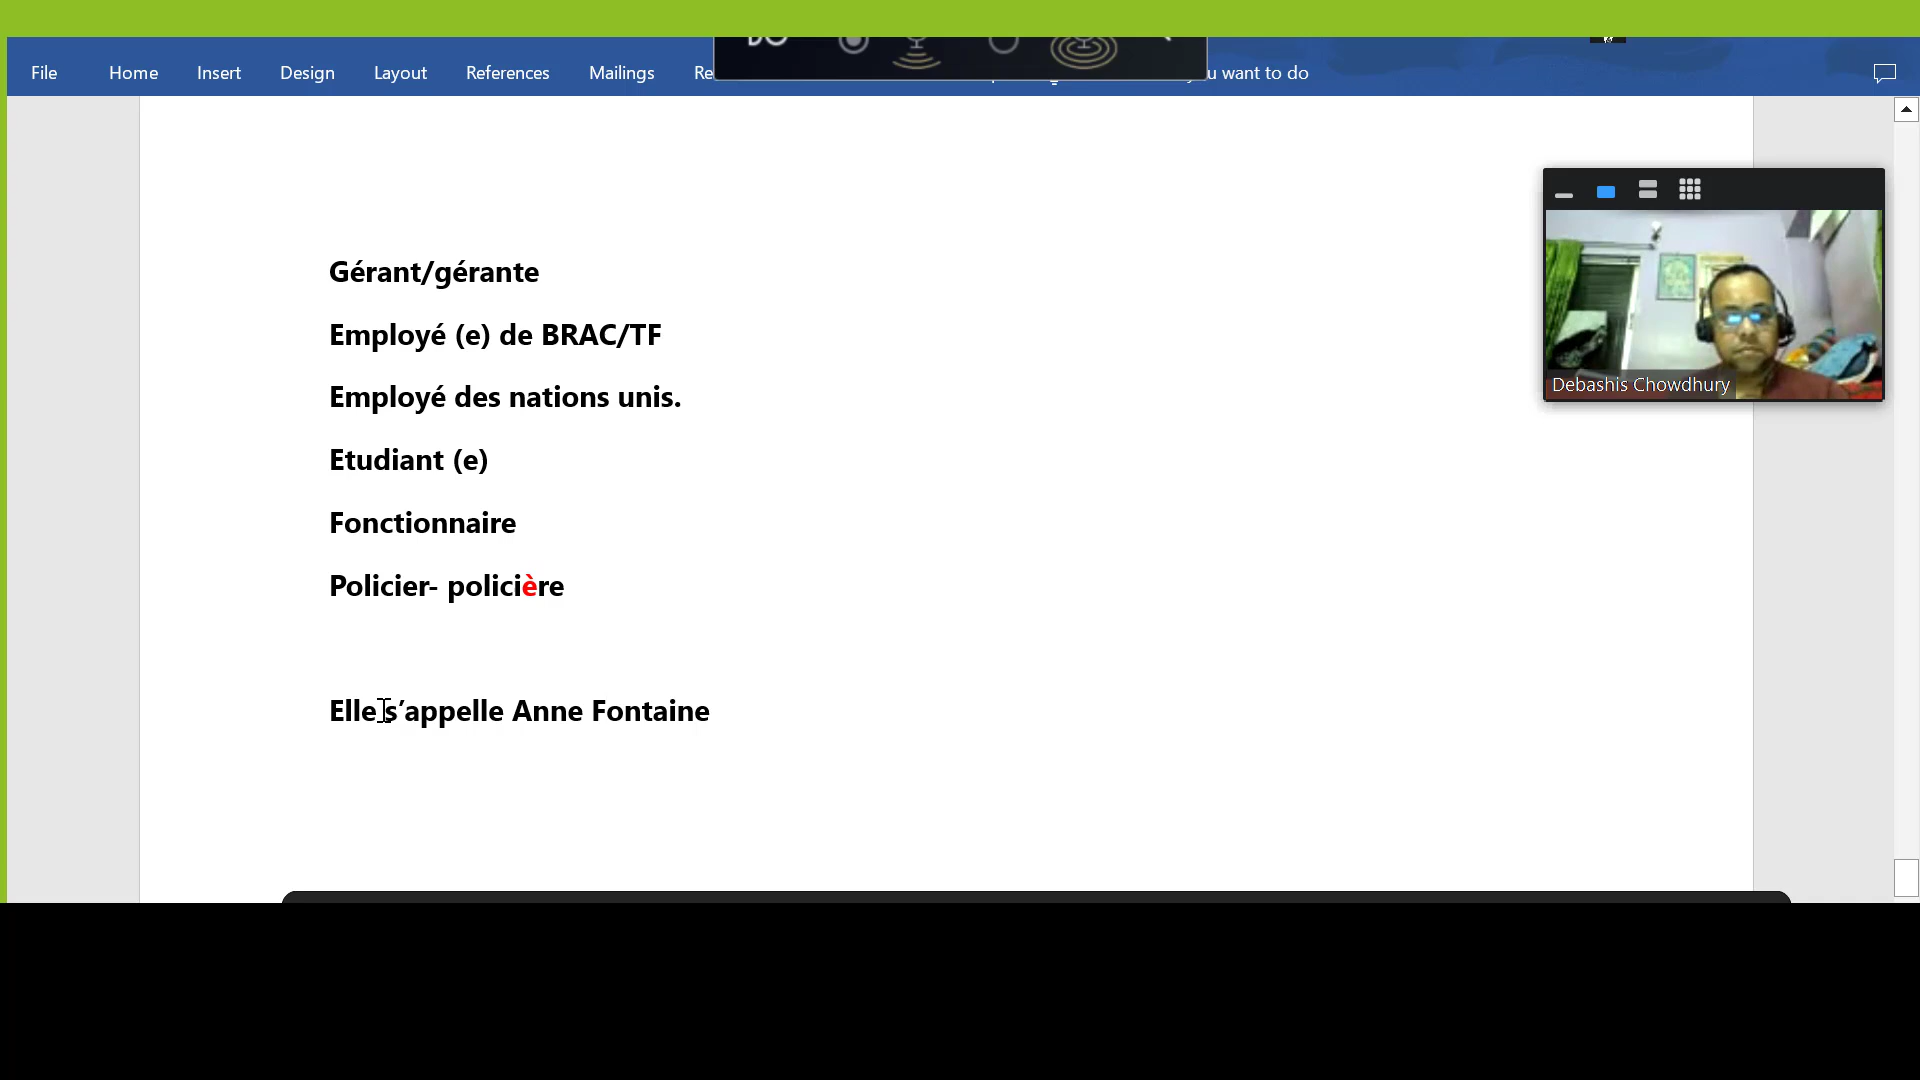 File Home Insert Design Layout References Mailings Re u want to do
Gérant/gérante
Employé (e) de BRAC/TF
Employé des nations unis.
Etudiant (e)
Fonctionnaire
Policier- policière
Elle s’appelle Anne Fontaine
Debashis Chowdhury